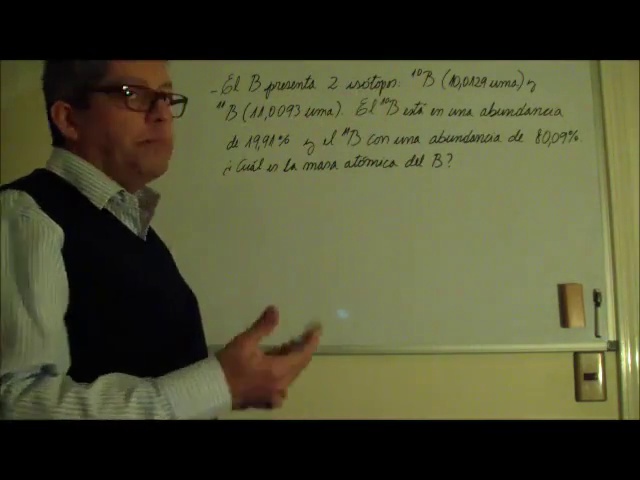 - El B presenta 2 isótopos: ¹⁰B (10,0129 uma) y
¹¹B (11,0093 uma). El ¹⁰B está en una abundancia
de 19,91% y el ¹¹B con una abundancia de 80,09%.
¿Cuál es la masa atómica del B?